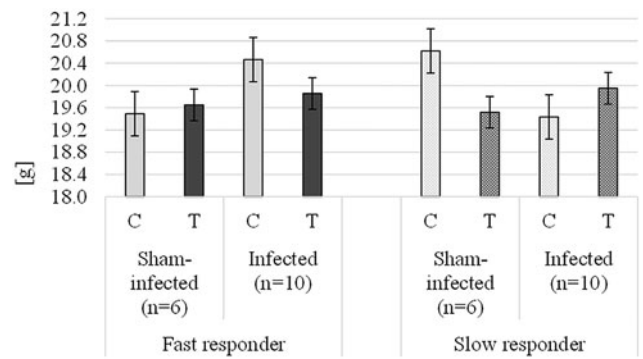 21.2
20.8
20.4
20.0
19.6
19.2
18.8
18.4
18.0
[g]
C T C T C T C T
Sham-infected (n=6) Infected (n=10) Sham-infected (n=6) Infected (n=10)
Fast responder Slow responder